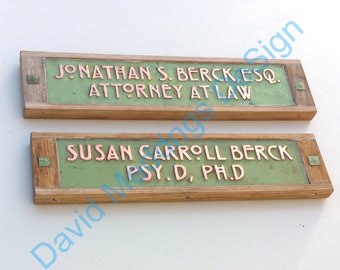 JONATHAN S. BERCK, ESQ.
ATTORNEY AT LAW
SUSAN CARROLL BERCK
PSY.D, PH.D